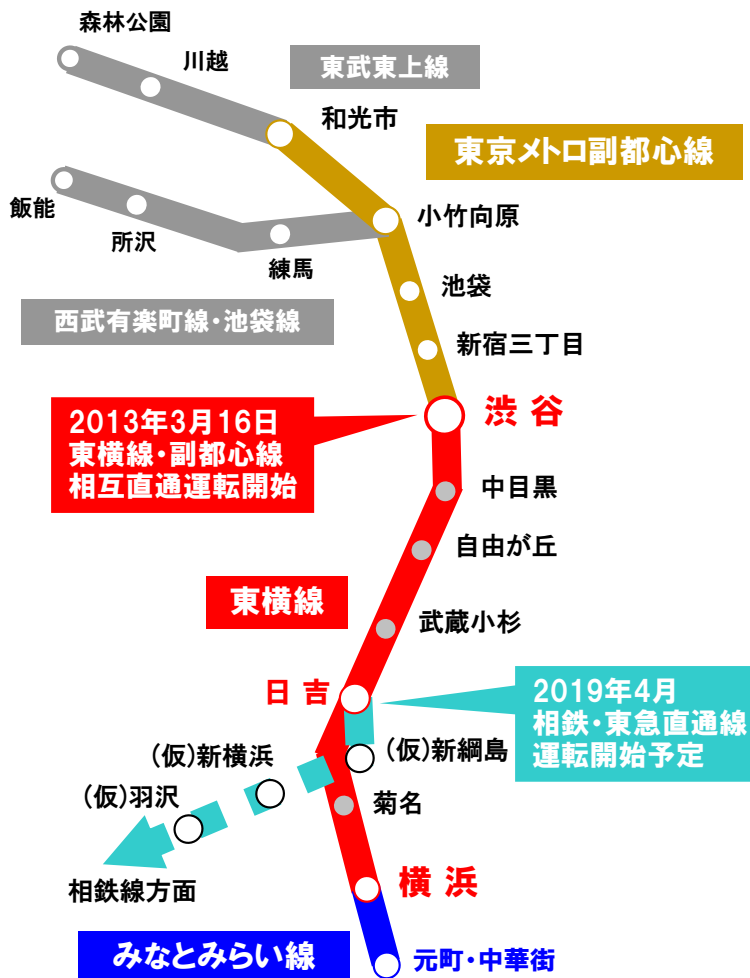 森林公園
川越
東武東上線
和光市
東京メトロ副都心線
飯能
所沢
練馬
小竹向原
西武有楽町線・池袋線
池袋
新宿三丁目
渋谷
2013年3月16日
東横線・副都心線
相互直通運転開始
中目黒
自由が丘
東横線
武蔵小杉
日吉
2019年4月
相鉄・東急直通線
運転開始予定
(仮)新横浜
(仮)新綱島
(仮)羽沢
菊名
相鉄線方面
横浜
みなとみらい線
元町・中華街